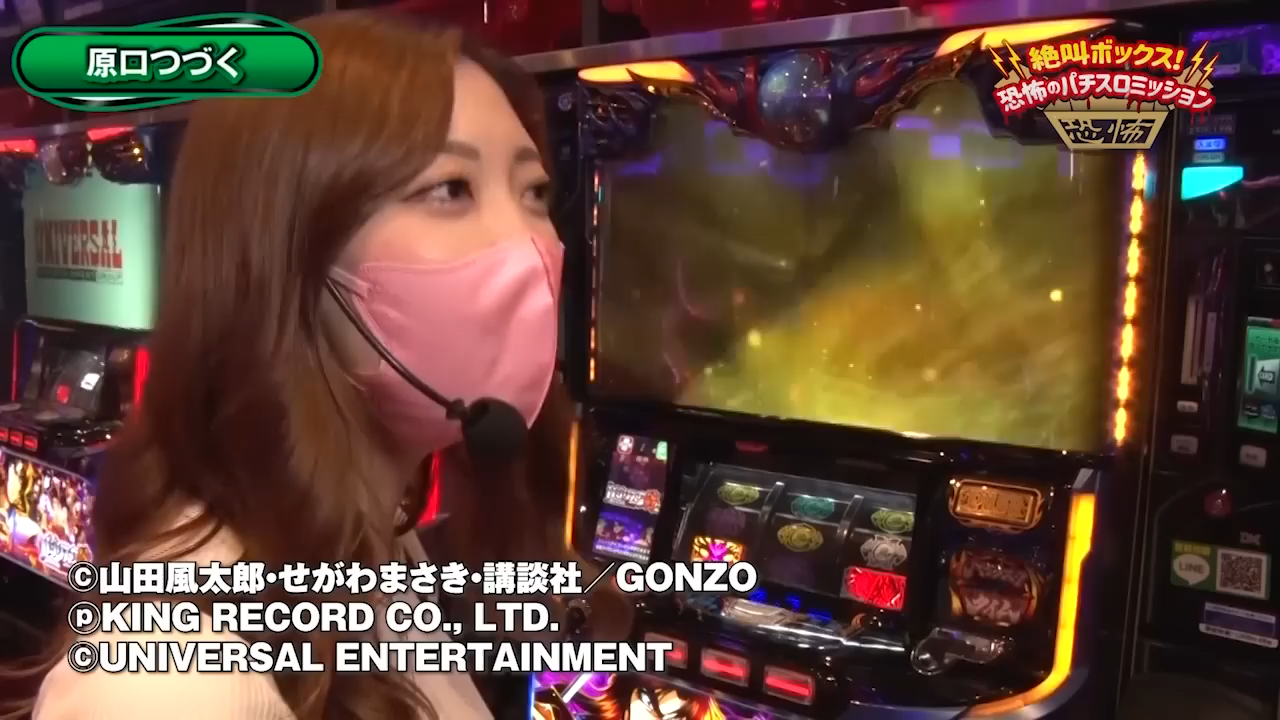 原口つづく
絶叫ボックス!
恐怖のパチスロミッション
恐怖
UNIVERSAL
LINE
©山田風太郎・せがわまさき・講談社／GONZO
ⓟKING RECORD CO., LTD.
©UNIVERSAL ENTERTAINMENT